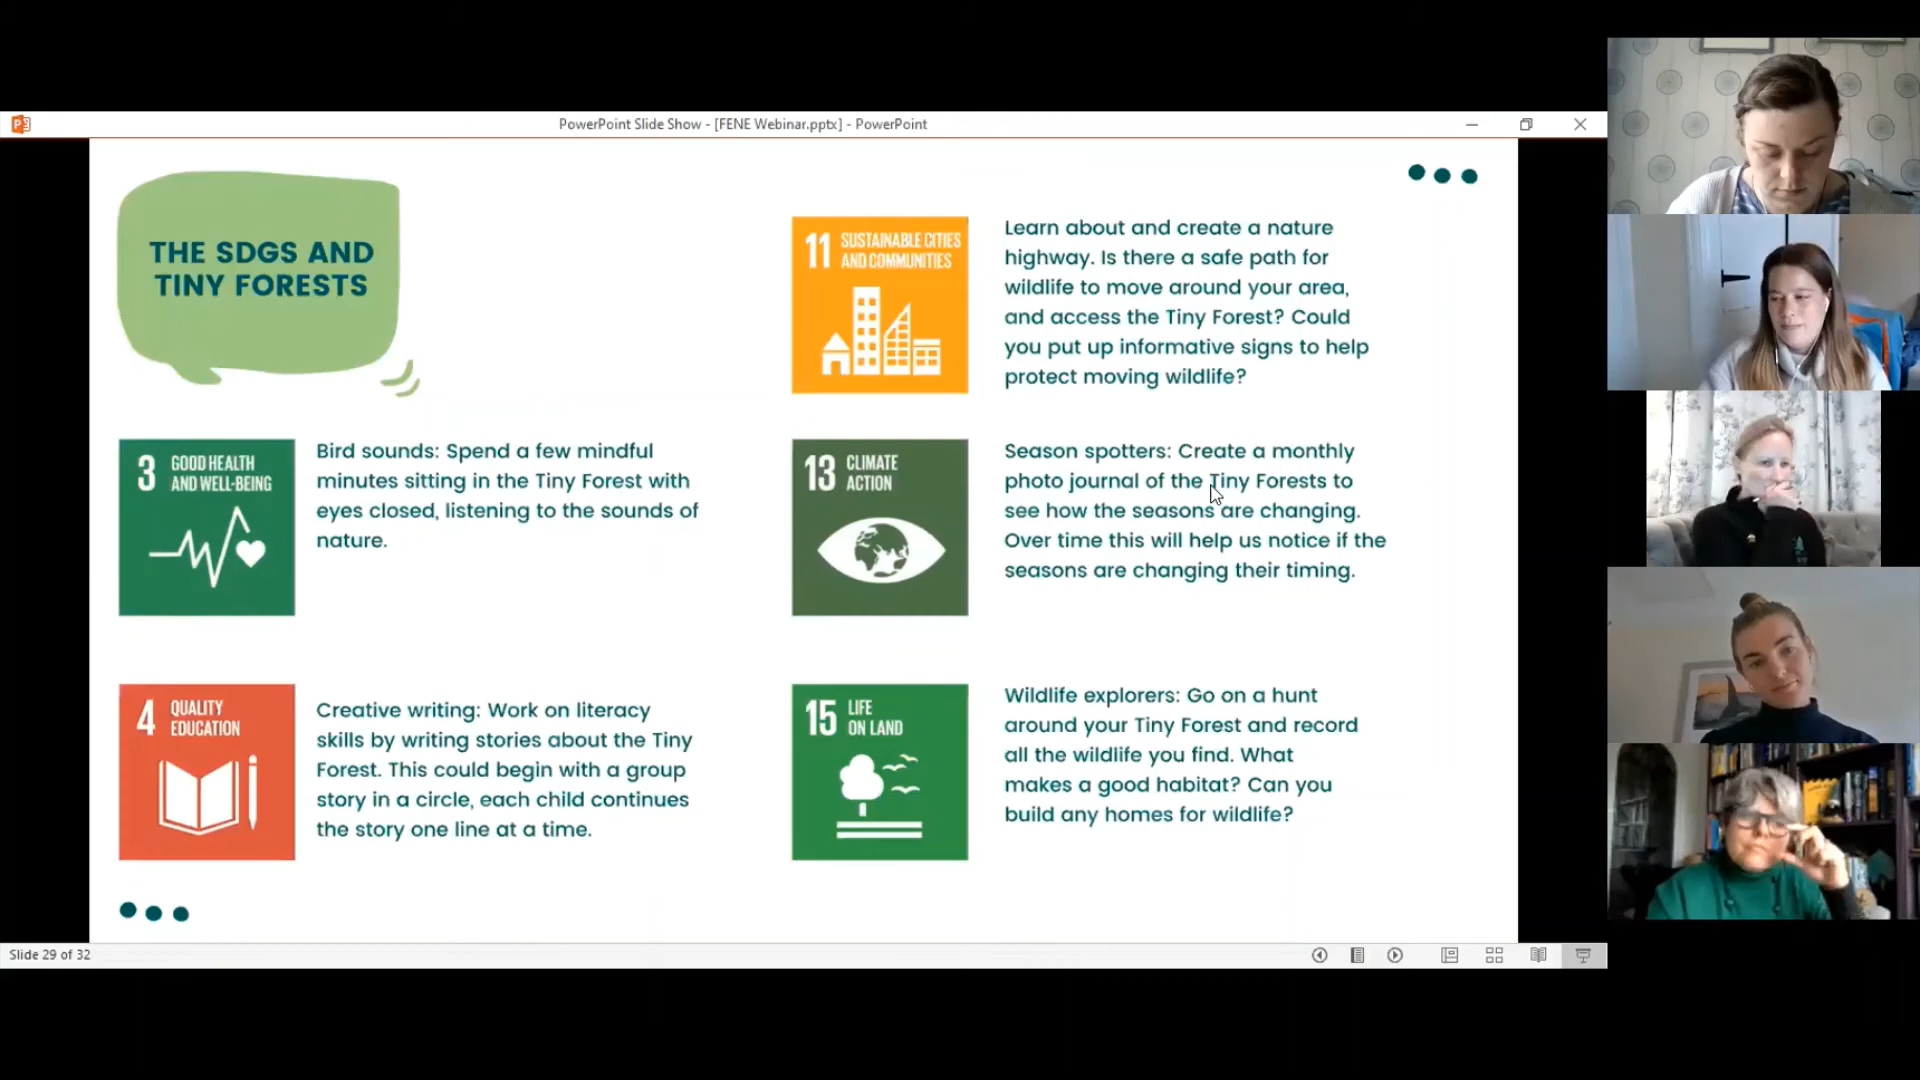 PowerPoint Slide Show - [FENE Webinar.pptx] - PowerPoint
THE SDGS AND
TINY FORESTS
3 GOOD HEALTH
AND WELL-BEING
Bird sounds: Spend a few mindful
minutes sitting in the Tiny Forest with
eyes closed, listening to the sounds of
nature.
4 QUALITY
EDUCATION
Creative writing: Work on literacy
skills by writing stories about the Tiny
Forest. This could begin with a group
story in a circle, each child continues
the story one line at a time.
11 SUSTAINABLE CITIES
AND COMMUNITIES
Learn about and create a nature
highway. Is there a safe path for
wildlife to move around your area,
and access the Tiny Forest? Could
you put up informative signs to help
protect moving wildlife?
13 CLIMATE
ACTION
Season spotters: Create a monthly
photo journal of the Tiny Forests to
see how the seasons are changing.
Over time this will help us notice if the
seasons are changing their timing.
15 LIFE
ON LAND
Wildlife explorers: Go on a hunt
around your Tiny Forest and record
all the wildlife you find. What
makes a good habitat? Can you
build any homes for wildlife?
Slide 29 of 32